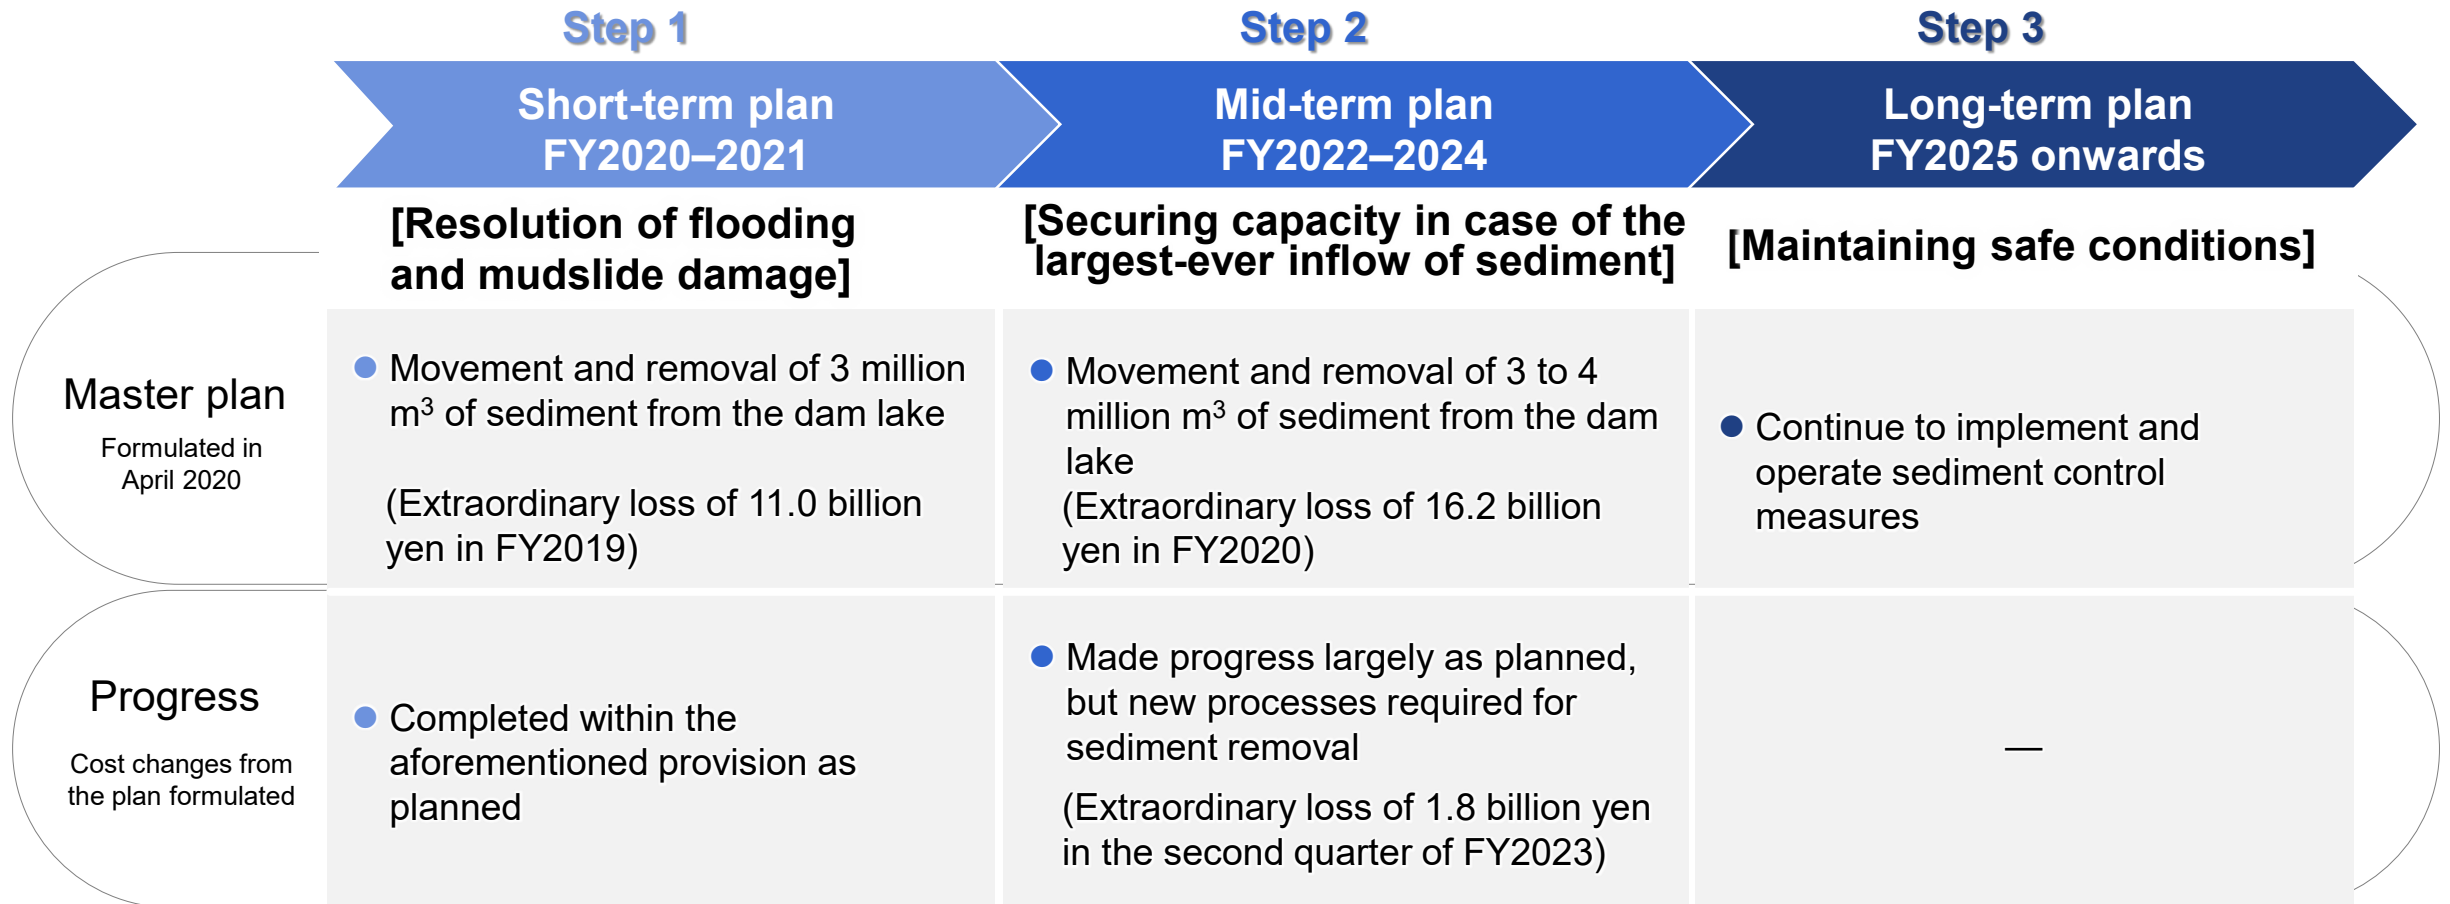 Step 1
Step 2
Step 3
Short-term plan
FY2020–2021
Mid-term plan
FY2022–2024
Long-term plan
FY2025 onwards
[Resolution of flooding
and mudslide damage]
[Securing capacity in case of the
largest-ever inflow of sediment]
[Maintaining safe conditions]
Master plan
Formulated in
April 2020
● Movement and removal of 3 million
m³ of sediment from the dam lake
(Extraordinary loss of 11.0 billion
yen in FY2019)
● Movement and removal of 3 to 4
million m³ of sediment from the dam
lake
(Extraordinary loss of 16.2 billion
yen in FY2020)
● Continue to implement and
operate sediment control
measures
Progress
Cost changes from
the plan formulated
● Completed within the
aforementioned provision as
planned
● Made progress largely as planned,
but new processes required for
sediment removal
(Extraordinary loss of 1.8 billion yen
in the second quarter of FY2023)
—